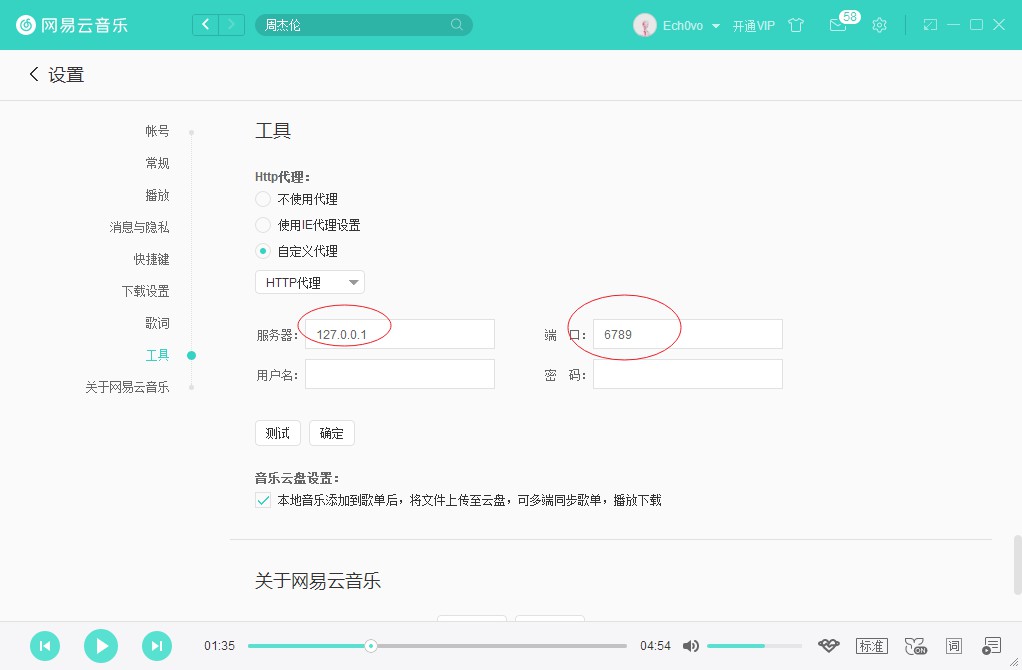 网易云音乐 周杰伦 Ech0vo 开通VIP 58
设置
帐号
常规
播放
消息与隐私
快捷键
下载设置
歌词
工具
关于网易云音乐
工具
Http代理：
不使用代理
使用IE代理设置
自定义代理
HTTP代理
服务器： 127.0.0.1 端 口： 6789
用户名： 密 码：
测试 确定
音乐云盘设置：
本地音乐添加到歌单后，将文件上传至云盘，可多端同步歌单，播放下载
关于网易云音乐
01:35 04:54 标准 ON 词